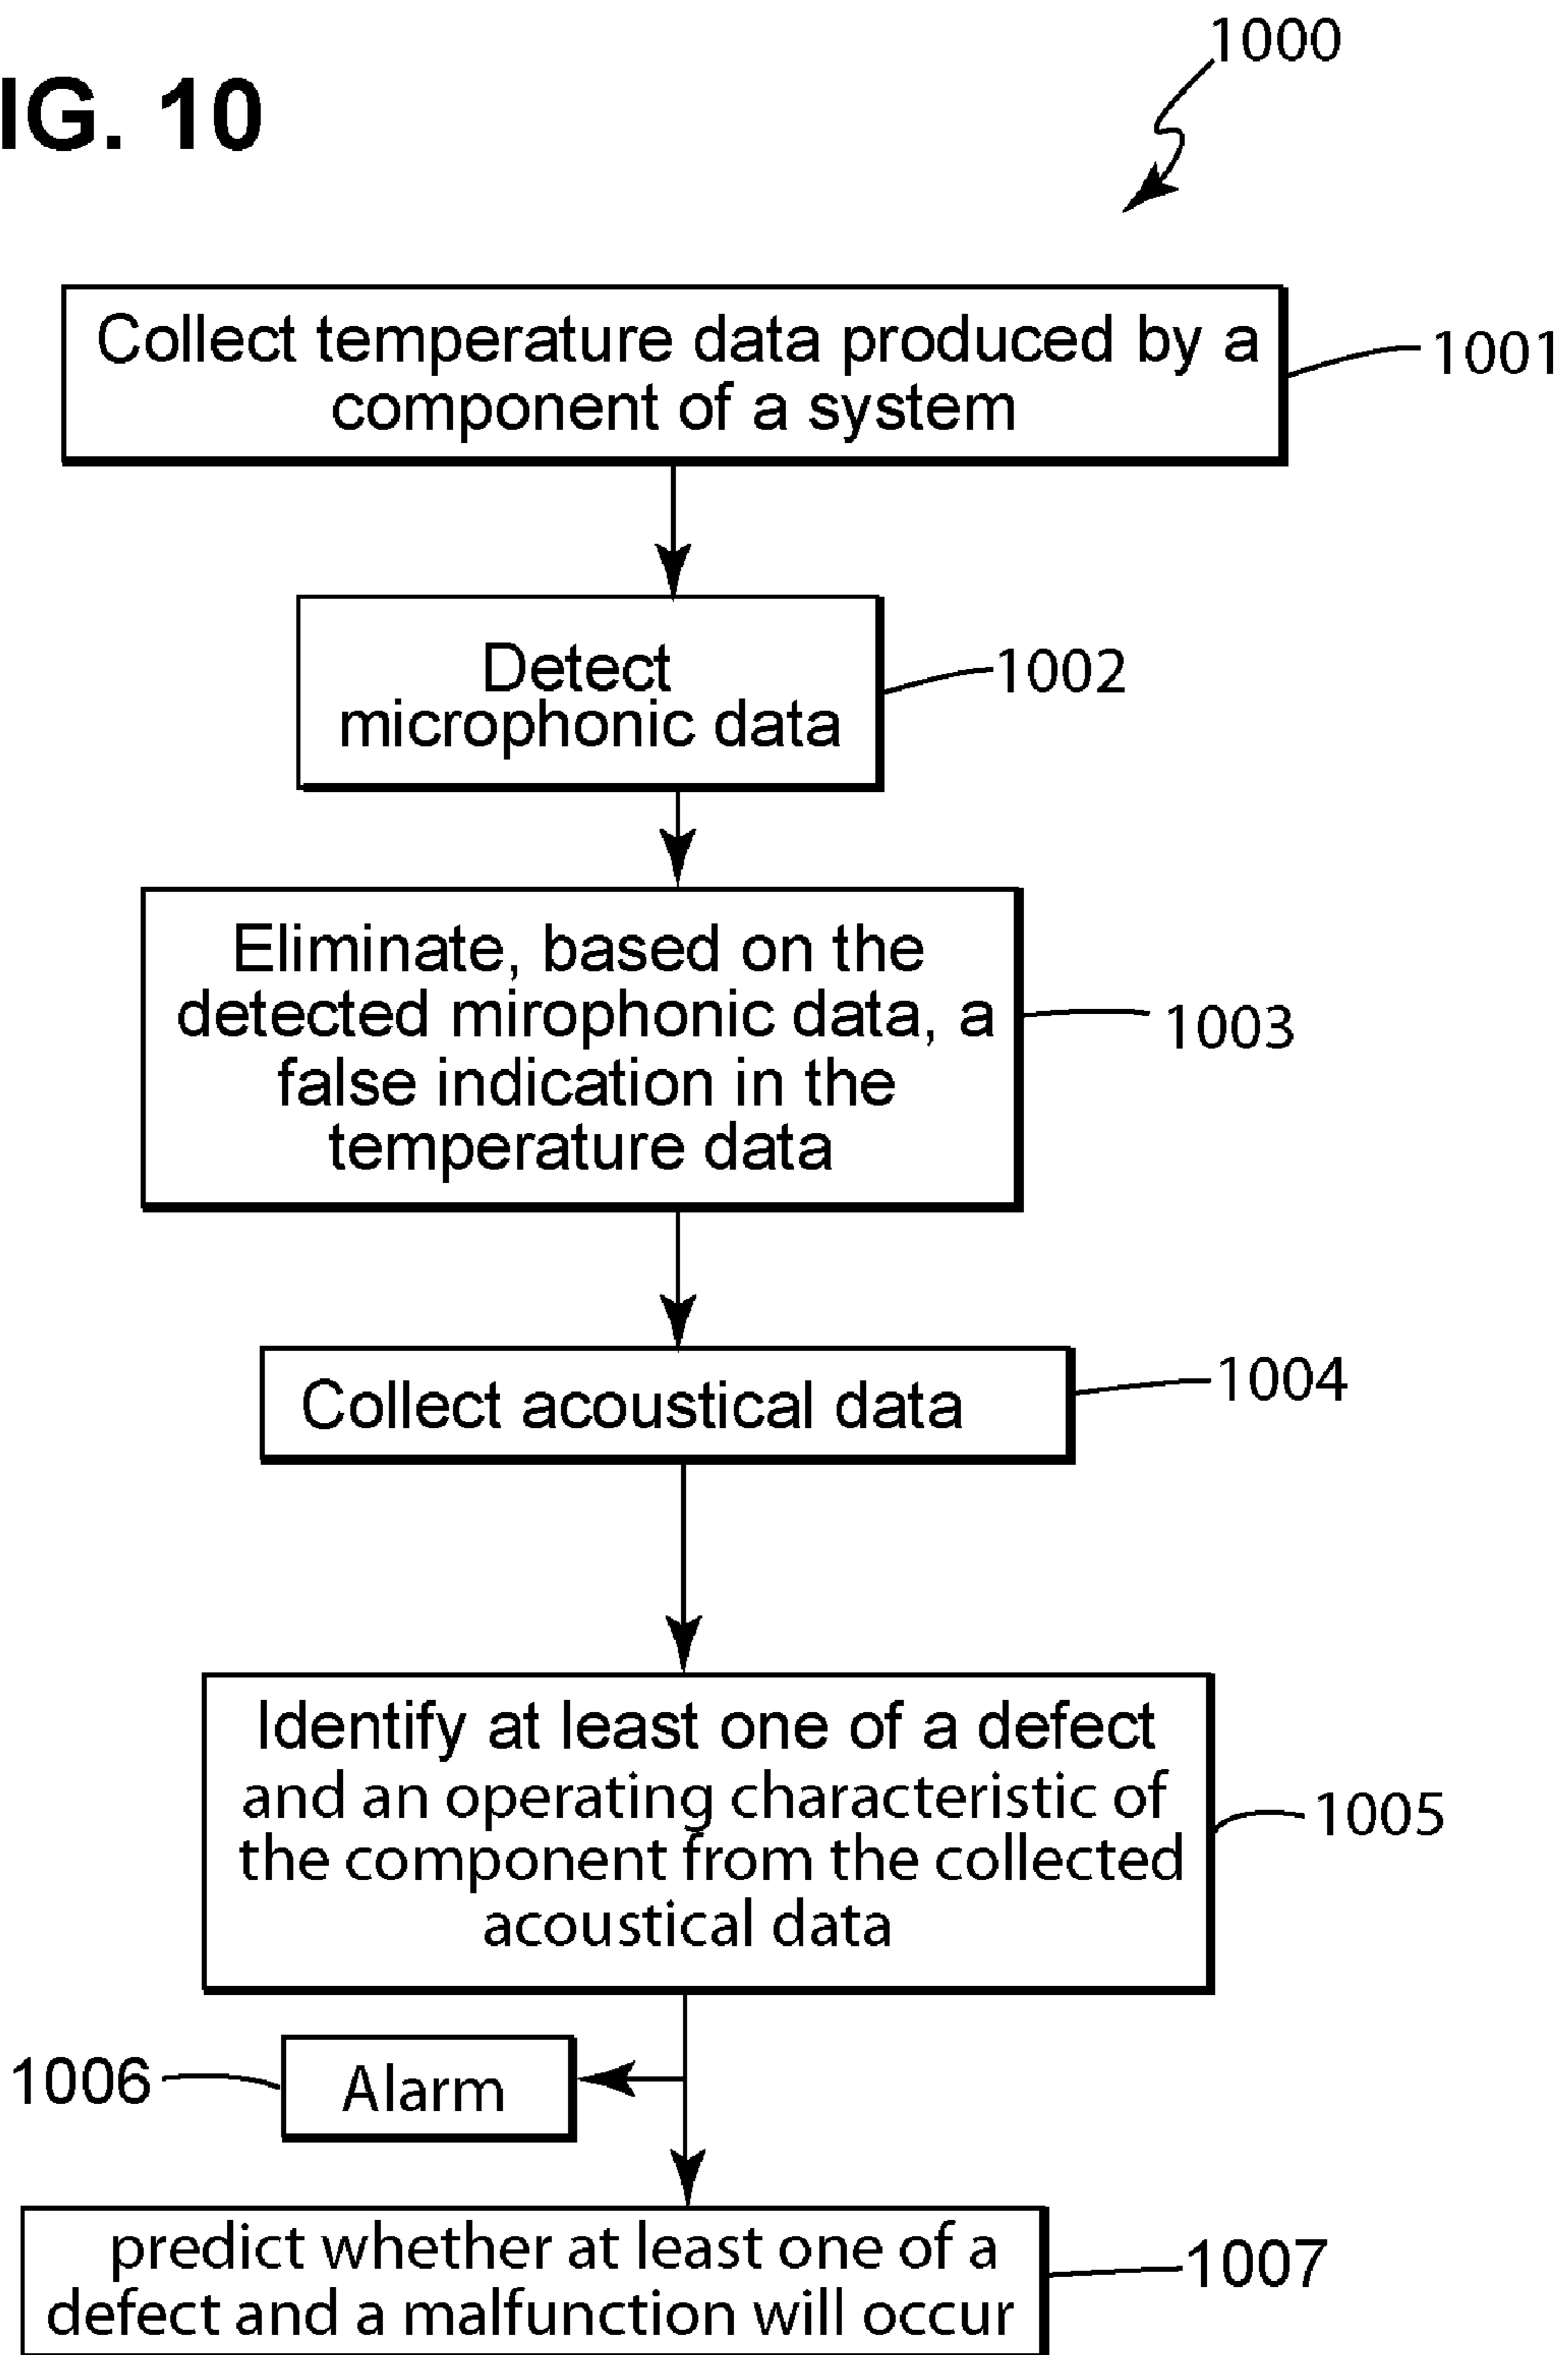 IG. 10
1000
Collect temperature data produced by a
component of a system
1001
Detect
microphonic data
1002
Eliminate, based on the
detected mirophonic data, a
false indication in the
temperature data
1003
Collect acoustical data
1004
Identify at least one of a defect
and an operating characteristic of
the component from the collected
acoustical data
1005
1006
Alarm
predict whether at least one of a
defect and a malfunction will occur
1007